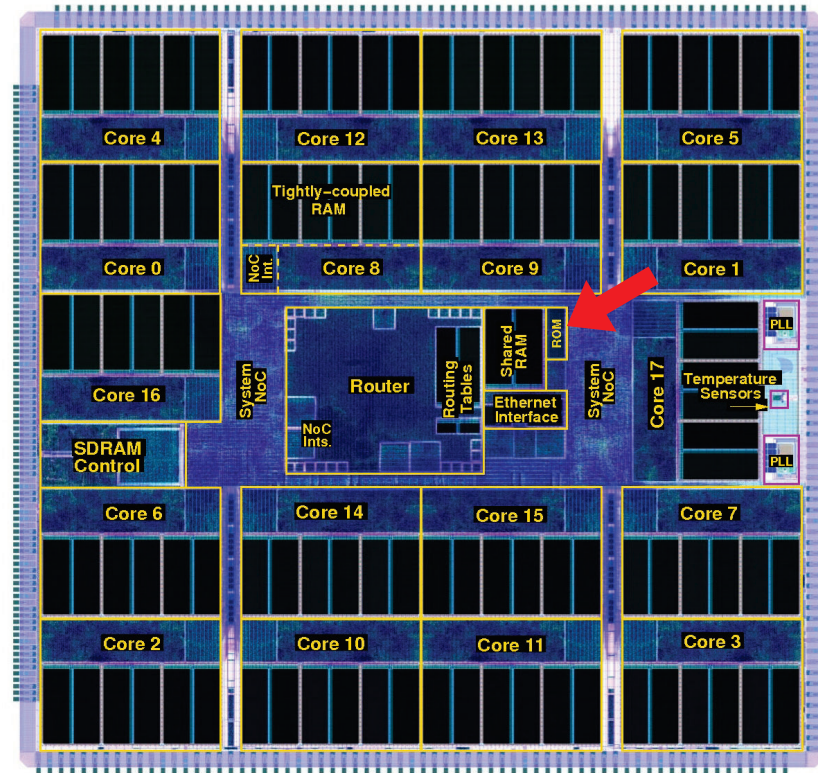 Core 4
Core 12
Core 13
Core 5
Tightly-coupled
RAM
Core 0
NoC
Int.
Core 8
Core 9
Core 1
Core 16
System
NoC
Router
NoC
Ints.
Routing
Tables
Shared
RAM
ROM
Ethernet
Interface
System
NoC
Core 17
PLL
Temperature
Sensors
PLL
SDRAM
Control
Core 6
Core 14
Core 15
Core 7
Core 2
Core 10
Core 11
Core 3